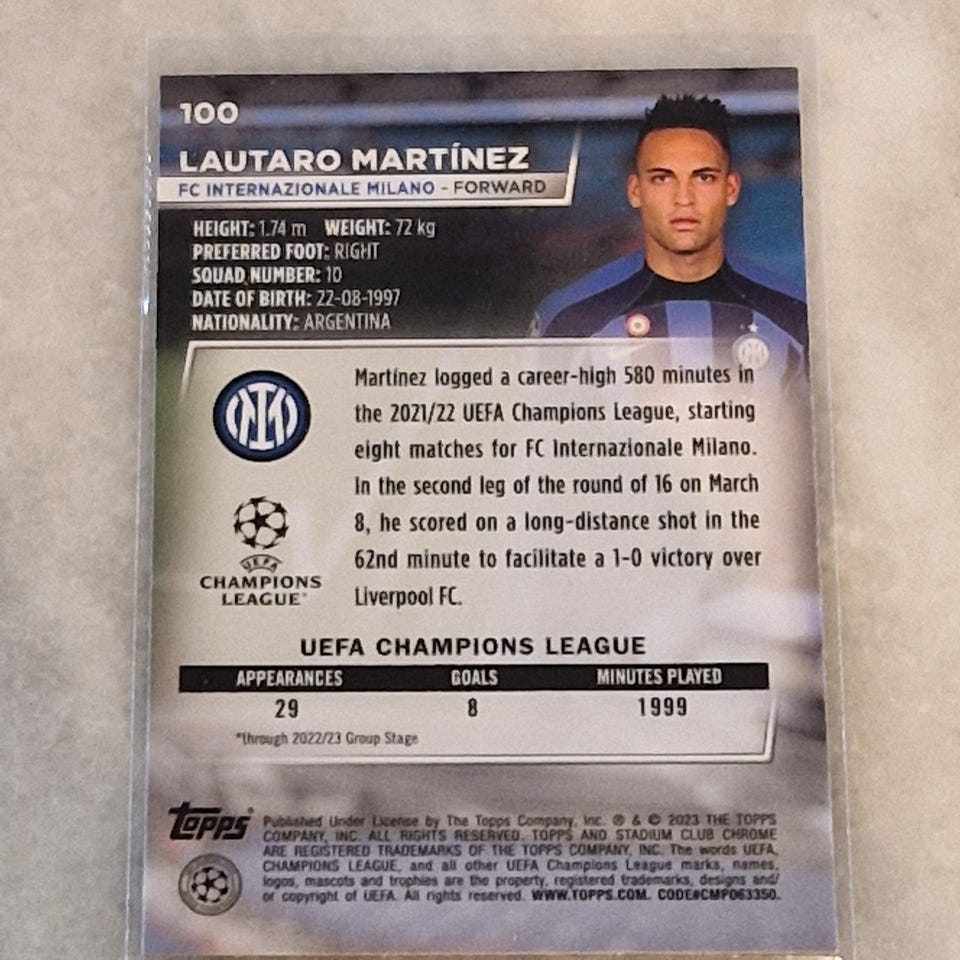 100
LAUTARO MARTÍNEZ
FC INTERNAZIONALE MILANO - FORWARD
HEIGHT: 1.74 m WEIGHT: 72 kg
PREFERRED FOOT: RIGHT
SQUAD NUMBER: 10
DATE OF BIRTH: 22-08-1997
NATIONALITY: ARGENTINA
Martínez logged a career-high 580 minutes in
the 2021/22 UEFA Champions League, starting
eight matches for FC Internazionale Milano.
In the second leg of the round of 16 on March
8, he scored on a long-distance shot in the
62nd minute to facilitate a 1-0 victory over
Liverpool FC.
UEFA
CHAMPIONS
LEAGUE®
UEFA CHAMPIONS LEAGUE
APPEARANCES GOALS MINUTES PLAYED
29 8 1999
*through 2022/23 Group Stage
Topps®
Published Under License by The Topps Company, Inc. ® & © 2023 THE TOPPS
COMPANY, INC. ALL RIGHTS RESERVED. TOPPS AND STADIUM CLUB CHROME
ARE REGISTERED TRADEMARKS OF THE TOPPS COMPANY, INC. The words UEFA,
CHAMPIONS LEAGUE, and all other UEFA Champions League marks, names,
logos, mascots and trophies are the property, registered trademarks, designs and/
or copyright of UEFA. All rights reserved. WWW.TOPPS.COM. CODE#CMP063350.